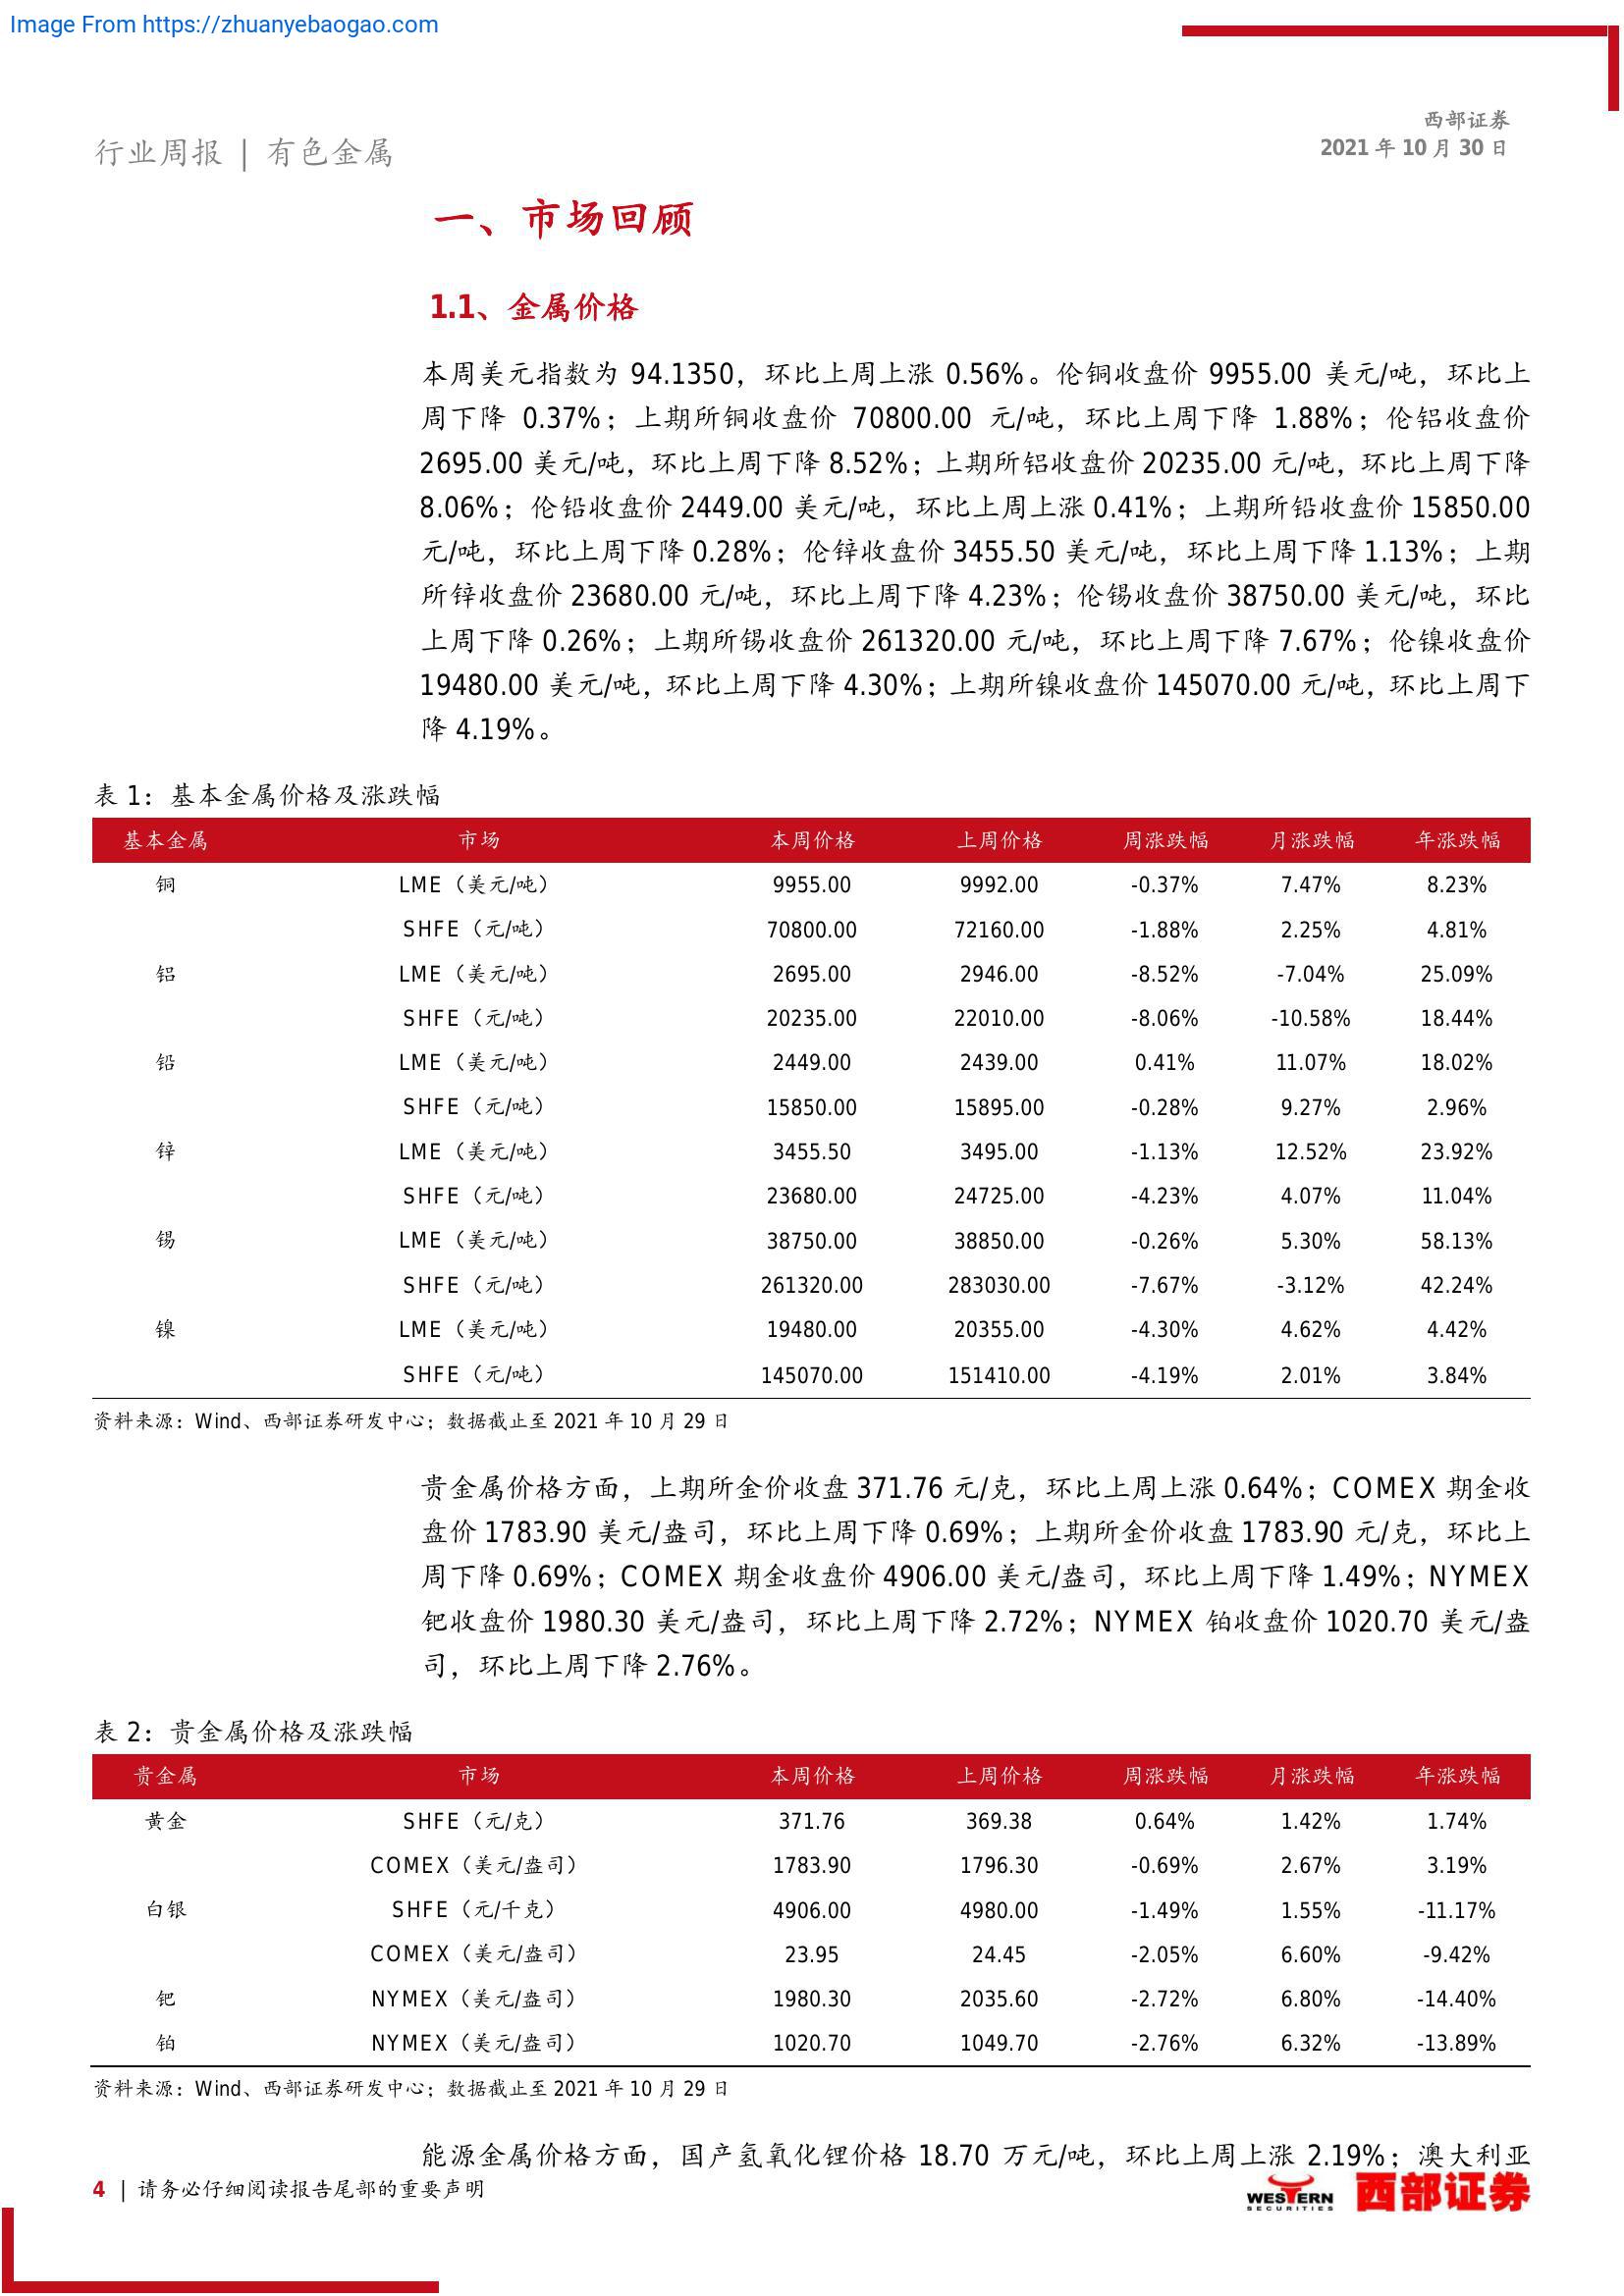 Image From https://zhuanyebaogao.com
西部证券
行业周报 | 有色金属
2021 年 10 月 30 日
一、市场回顾
1.1、金属价格
本周美元指数为 94.1350，环比上周上涨 0.56%。伦铜收盘价 9955.00 美元/吨，环比上
周下降 0.37%；上期所铜收盘价 70800.00 元/吨，环比上周下降 1.88%；伦铝收盘价
2695.00 美元/吨，环比上周下降 8.52%；上期所铝收盘价 20235.00 元/吨，环比上周下降
8.06%；伦铅收盘价 2449.00 美元/吨，环比上周上涨 0.41%；上期所铅收盘价 15850.00
元/吨，环比上周下降 0.28%；伦锌收盘价 3455.50 美元/吨，环比上周下降 1.13%；上期
所锌收盘价 23680.00 元/吨，环比上周下降 4.23%；伦锡收盘价 38750.00 美元/吨，环比
上周下降 0.26%；上期所锡收盘价 261320.00 元/吨，环比上周下降 7.67%；伦镍收盘价
19480.00 美元/吨，环比上周下降 4.30%；上期所镍收盘价 145070.00 元/吨，环比上周下
降 4.19%。
表 1：基本金属价格及涨跌幅
基本金属 市场 本周价格 上周价格 周涨跌幅 月涨跌幅 年涨跌幅
铜 LME（美元/吨） 9955.00 9992.00 -0.37% 7.47% 8.23%
SHFE（元/吨） 70800.00 72160.00 -1.88% 2.25% 4.81%
铝 LME（美元/吨） 2695.00 2946.00 -8.52% -7.04% 25.09%
SHFE（元/吨） 20235.00 22010.00 -8.06% -10.58% 18.44%
铅 LME（美元/吨） 2449.00 2439.00 0.41% 11.07% 18.02%
SHFE（元/吨） 15850.00 15895.00 -0.28% 9.27% 2.96%
锌 LME（美元/吨） 3455.50 3495.00 -1.13% 12.52% 23.92%
SHFE（元/吨） 23680.00 24725.00 -4.23% 4.07% 11.04%
锡 LME（美元/吨） 38750.00 38850.00 -0.26% 5.30% 58.13%
SHFE（元/吨） 261320.00 283030.00 -7.67% -3.12% 42.24%
镍 LME（美元/吨） 19480.00 20355.00 -4.30% 4.62% 4.42%
SHFE（元/吨） 145070.00 151410.00 -4.19% 2.01% 3.84%
资料来源：Wind、西部证券研发中心；数据截止至 2021 年 10 月 29 日
贵金属价格方面，上期所金价收盘 371.76 元/克，环比上周上涨 0.64%；COMEX 期金收
盘价 1783.90 美元/盎司，环比上周下降 0.69%；上期所金价收盘 1783.90 元/克，环比上
周下降 0.69%；COMEX 期金收盘价 4906.00 美元/盎司，环比上周下降 1.49%；NYMEX
钯收盘价 1980.30 美元/盎司，环比上周下降 2.72%；NYMEX 铂收盘价 1020.70 美元/盎
司，环比上周下降 2.76%。
表 2：贵金属价格及涨跌幅
贵金属 市场 本周价格 上周价格 周涨跌幅 月涨跌幅 年涨跌幅
黄金 SHFE（元/克） 371.76 369.38 0.64% 1.42% 1.74%
COMEX（美元/盎司） 1783.90 1796.30 -0.69% 2.67% 3.19%
白银 SHFE（元/千克） 4906.00 4980.00 -1.49% 1.55% -11.17%
COMEX（美元/盎司） 23.95 24.45 -2.05% 6.60% -9.42%
钯 NYMEX（美元/盎司） 1980.30 2035.60 -2.72% 6.80% -14.40%
铂 NYMEX（美元/盎司） 1020.70 1049.70 -2.76% 6.32% -13.89%
资料来源：Wind、西部证券研发中心；数据截止至 2021 年 10 月 29 日
能源金属价格方面，国产氢氧化锂价格 18.70 万元/吨，环比上周上涨 2.19%；澳大利亚
4 | 请务必仔细阅读报告尾部的重要声明
WESTERN
SECURITIES
西部证券